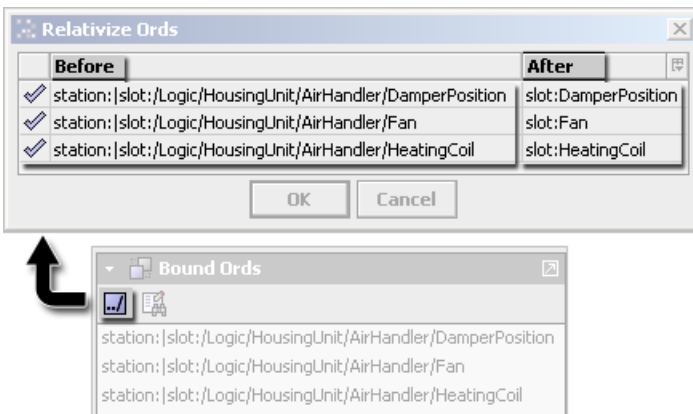 Relativize Ords
Before After
station:|slot:/Logic/HousingUnit/AirHandler/DamperPosition slot:DamperPosition
station:|slot:/Logic/HousingUnit/AirHandler/Fan slot:Fan
station:|slot:/Logic/HousingUnit/AirHandler/HeatingCoil slot:HeatingCoil
OK Cancel
Bound Ords
../
station:|slot:/Logic/HousingUnit/AirHandler/DamperPosition
station:|slot:/Logic/HousingUnit/AirHandler/Fan
station:|slot:/Logic/HousingUnit/AirHandler/HeatingCoil